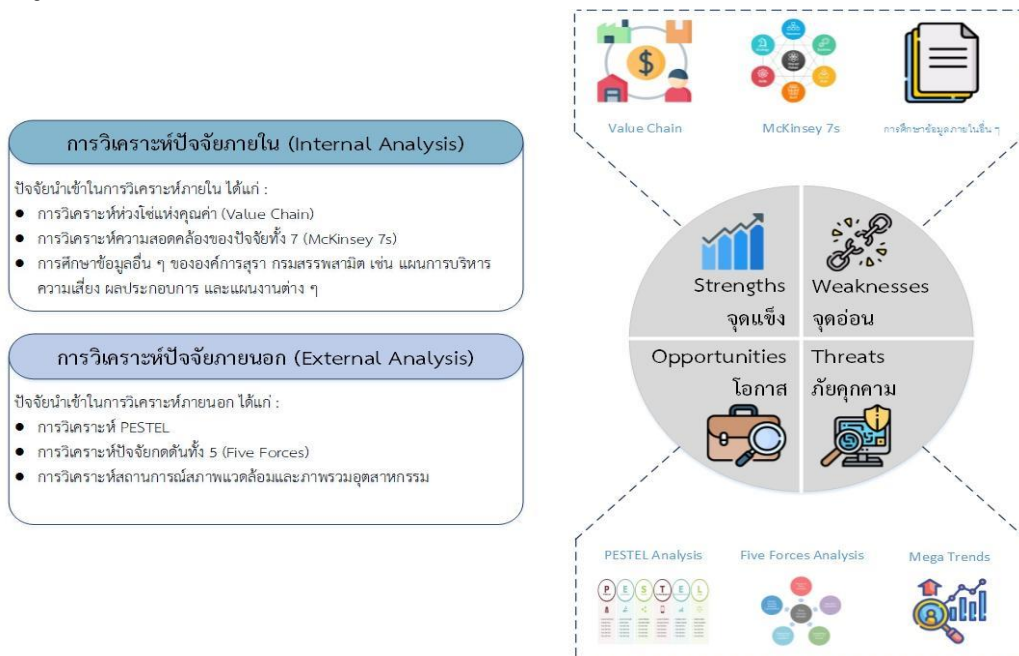 การวิเคราะห์ปัจจัยภายใน (Internal Analysis)
ปัจจัยนำเข้าในการวิเคราะห์ภายใน ได้แก่ :
● การวิเคราะห์ห่วงโซ่แห่งคุณค่า (Value Chain)
● การวิเคราะห์ความสอดคล้องของปัจจัยทั้ง 7 (McKinsey 7s)
● การศึกษาข้อมูลอื่น ๆ ขององค์การสุรา กรมสรรพสามิต เช่น แผนการบริหาร
ความเสี่ยง ผลประกอบการ และแผนงานต่าง ๆ
การวิเคราะห์ปัจจัยภายนอก (External Analysis)
ปัจจัยนำเข้าในการวิเคราะห์ภายนอก ได้แก่ :
● การวิเคราะห์ PESTEL
● การวิเคราะห์ปัจจัยกดดันทั้ง 5 (Five Forces)
● การวิเคราะห์สถานการณ์สภาพแวดล้อมและภาพรวมอุตสาหกรรม
Value Chain
McKinsey 7s
การศึกษาข้อมูลภายในอื่น ๆ
Strengths
จุดแข็ง
Weaknesses
จุดอ่อน
Opportunities
โอกาส
Threats
ภัยคุกคาม
PESTEL Analysis
Five Forces Analysis
Mega Trends
P E S T E L